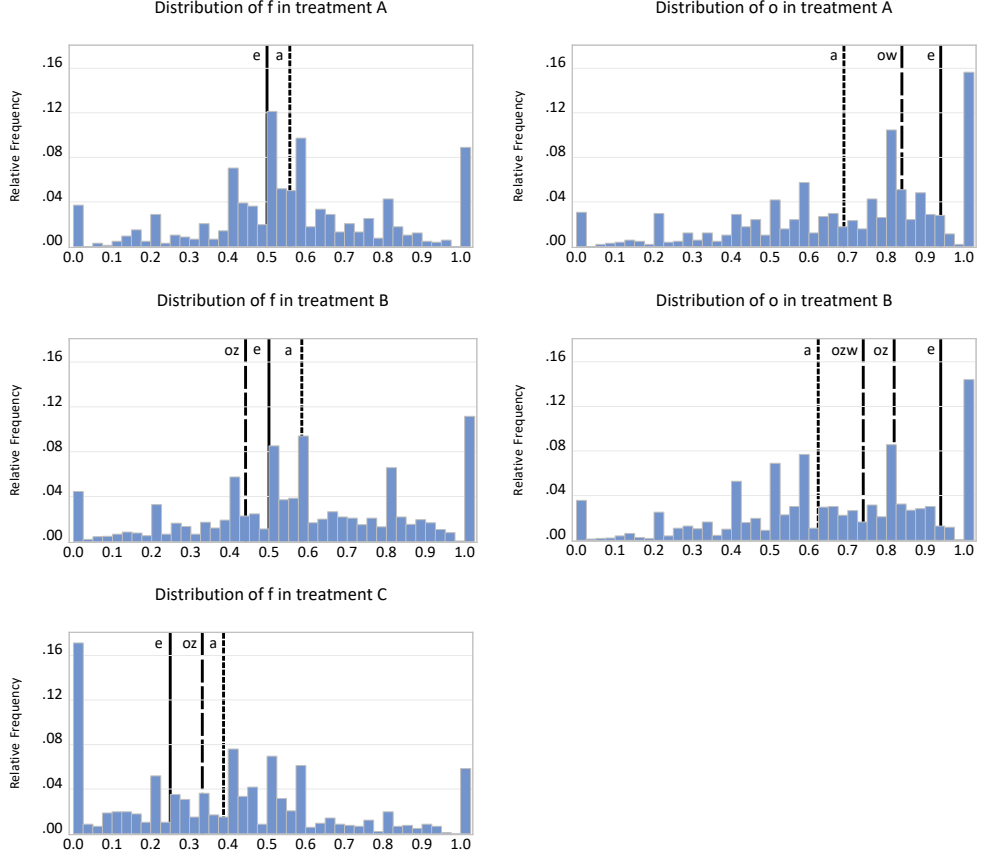 Distribution of f in treatment A
Relative Frequency
.16
.12
.08
.04
.00
e a
0.0 0.1 0.2 0.3 0.4 0.5 0.6 0.7 0.8 0.9 1.0
Distribution of o in treatment A
Relative Frequency
.16
.12
.08
.04
.00
a ow e
0.0 0.1 0.2 0.3 0.4 0.5 0.6 0.7 0.8 0.9 1.0
Distribution of f in treatment B
Relative Frequency
.16
.12
.08
.04
.00
oz e a
0.0 0.1 0.2 0.3 0.4 0.5 0.6 0.7 0.8 0.9 1.0
Distribution of o in treatment B
Relative Frequency
.16
.12
.08
.04
.00
a ozw oz e
0.0 0.1 0.2 0.3 0.4 0.5 0.6 0.7 0.8 0.9 1.0
Distribution of f in treatment C
Relative Frequency
.16
.12
.08
.04
.00
e oz a
0.0 0.1 0.2 0.3 0.4 0.5 0.6 0.7 0.8 0.9 1.0